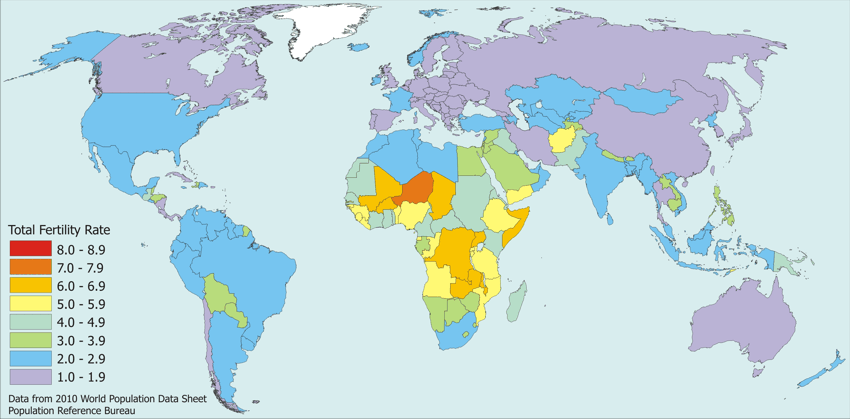 Total Fertility Rate
8.0 - 8.9
7.0 - 7.9
6.0 - 6.9
5.0 - 5.9
4.0 - 4.9
3.0 - 3.9
2.0 - 2.9
1.0 - 1.9
Data from 2010 World Population Data Sheet
Population Reference Bureau